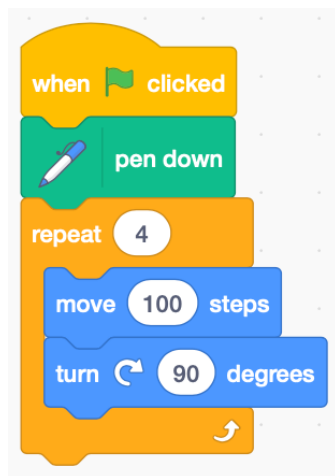 when clicked
pen down
repeat 4
move 100 steps
turn 90 degrees